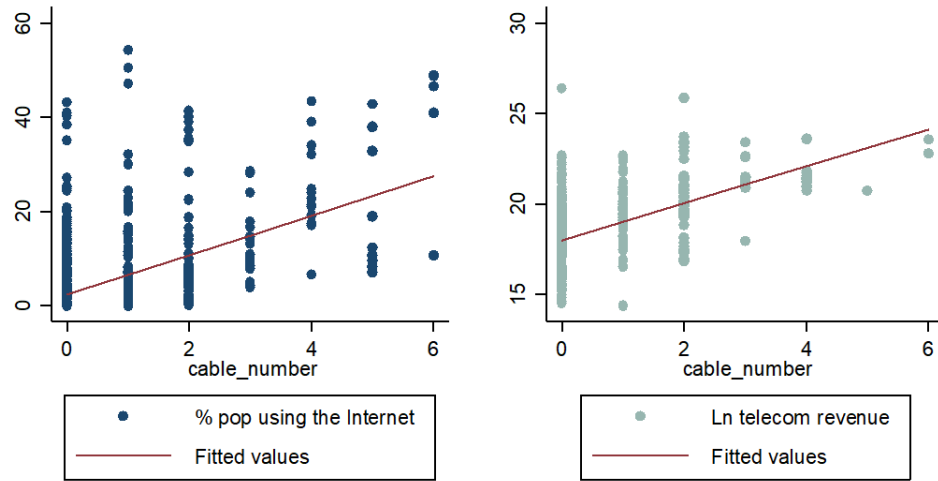 60
40
20
0
0 2 4 6
cable_number
% pop using the Internet
Fitted values
30
25
20
15
0 2 4 6
cable_number
Ln telecom revenue
Fitted values